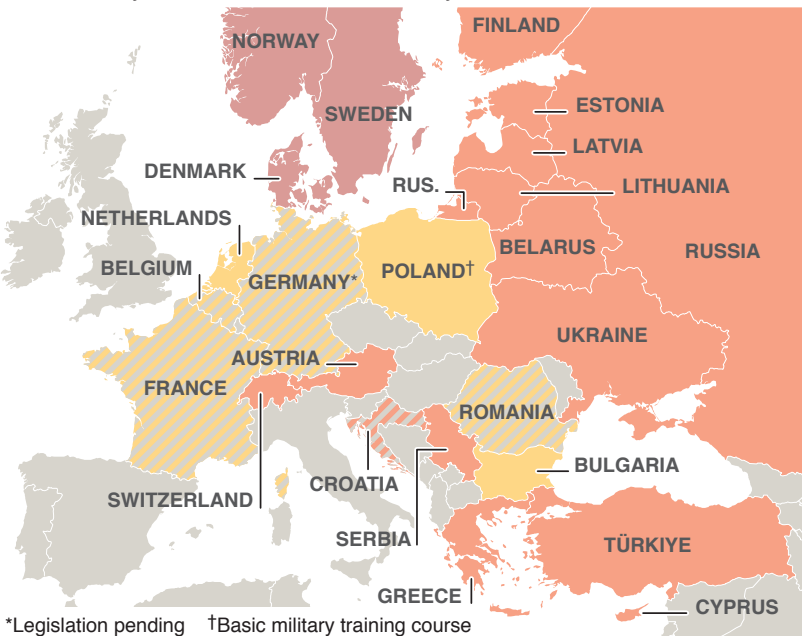 NORWAY
FINLAND
SWEDEN
ESTONIA
LATVIA
DENMARK
RUS.
LITHUANIA
NETHERLANDS
BELARUS
RUSSIA
BELGIUM
GERMANY*
POLAND†
UKRAINE
AUSTRIA
FRANCE
ROMANIA
BULGARIA
CROATIA
SWITZERLAND
SERBIA
TÜRKIYE
GREECE
CYPRUS
*Legislation pending †Basic military training course